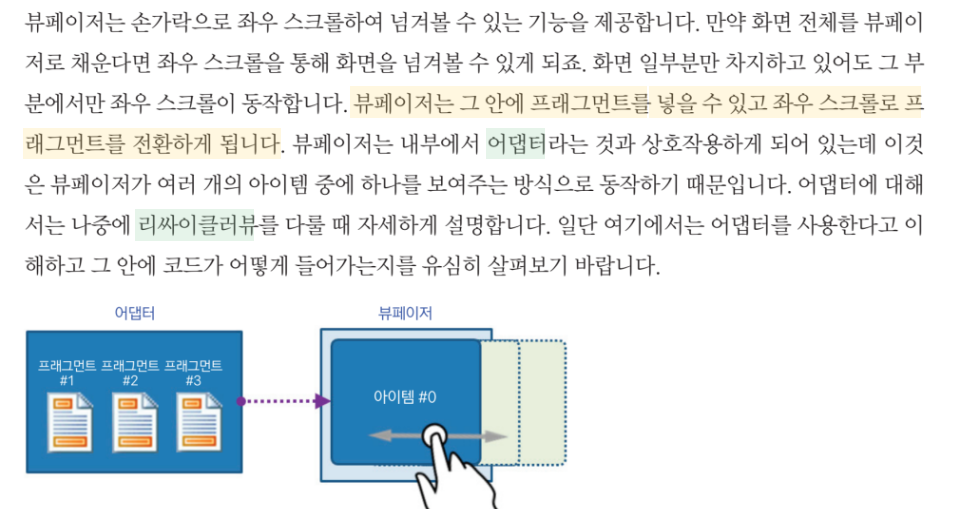 뷰페이저는 손가락으로 좌우 스크롤하여 넘겨볼 수 있는 기능을 제공합니다. 만약 화면 전체를 뷰페이
저로 채운다면 좌우 스크롤을 통해 화면을 넘겨볼 수 있게 되죠. 화면 일부분만 차지하고 있어도 그 부
분에서만 좌우 스크롤이 동작합니다. 뷰페이저는 그 안에 프래그먼트를 넣을 수 있고 좌우 스크롤로 프
래그먼트를 전환하게 됩니다. 뷰페이저는 내부에서 어댑터라는 것과 상호작용하게 되어 있는데 이것
은 뷰페이저가 여러 개의 아이템 중에 하나를 보여주는 방식으로 동작하기 때문입니다. 어댑터에 대해
서는 나중에 리싸이클러뷰를 다룰 때 자세하게 설명합니다. 일단 여기에서는 어댑터를 사용한다고 이
해하고 그 안에 코드가 어떻게 들어가는지를 유심히 살펴보기 바랍니다.
어댑터
뷰페이저
프래그먼트 프래그먼트 프래그먼트
#1 #2 #3
아이템 #0